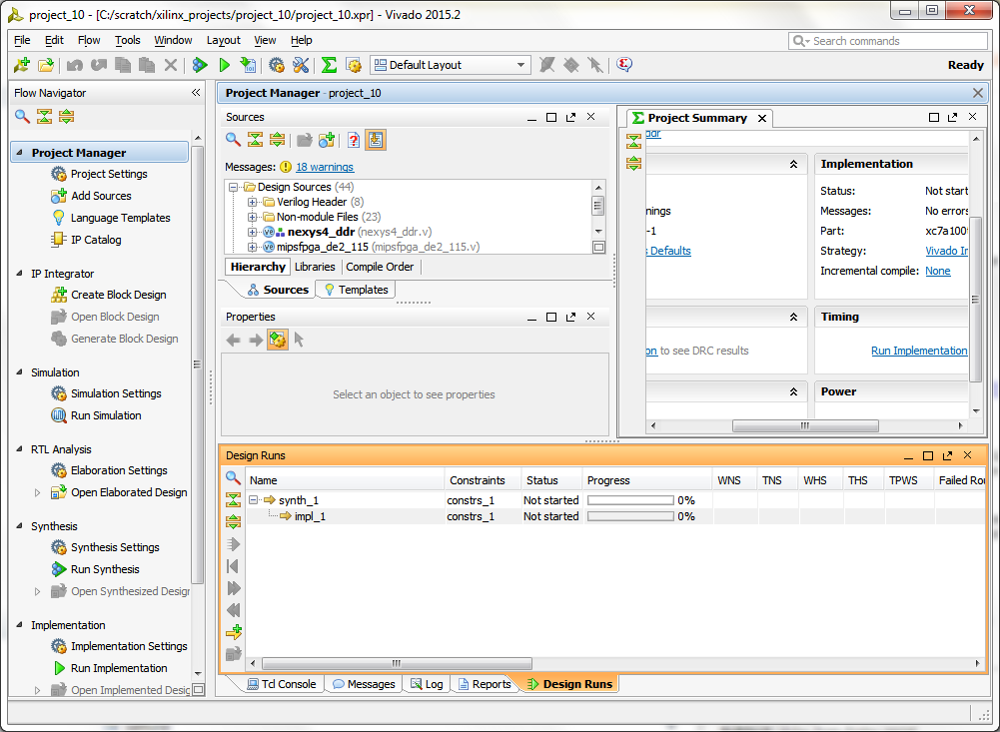 project_10 - [C:/scratch/xilinx_projects/project_10/project_10.xpr] - Vivado 2015.2
File Edit Flow Tools Window Layout View Help
Search commands
Default Layout
Ready
Flow Navigator
Project Manager
Project Settings
Add Sources
Language Templates
IP Catalog
IP Integrator
Create Block Design
Open Block Design
Generate Block Design
Simulation
Simulation Settings
Run Simulation
RTL Analysis
Elaboration Settings
Open Elaborated Design
Synthesis
Synthesis Settings
Run Synthesis
Open Synthesized Design
Implementation
Implementation Settings
Run Implementation
Open Implemented Desig
Project Manager - project_10
Sources
Messages: 18 warnings
Design Sources (44)
Verilog Header (8)
Non-module Files (23)
nexys4_ddr (nexys4_ddr.v)
mipsfpga_de2_115 (mipsfpga_de2_115.v)
Hierarchy Libraries Compile Order
Sources Templates
Properties
Select an object to see properties
Project Summary
ddr
nings
-1
s Defaults
on to see DRC results
Implementation
Status: Not start
Messages: No errors
Part: xc7a100t
Strategy: Vivado In
Incremental compile: None
Timing
Run Implementation
Power
Design Runs
Name Constraints Status Progress WNS TNS WHS THS TPWS Failed Ro
synth_1 constrs_1 Not started 0%
impl_1 constrs_1 Not started 0%
Tcl Console Messages Log Reports Design Runs